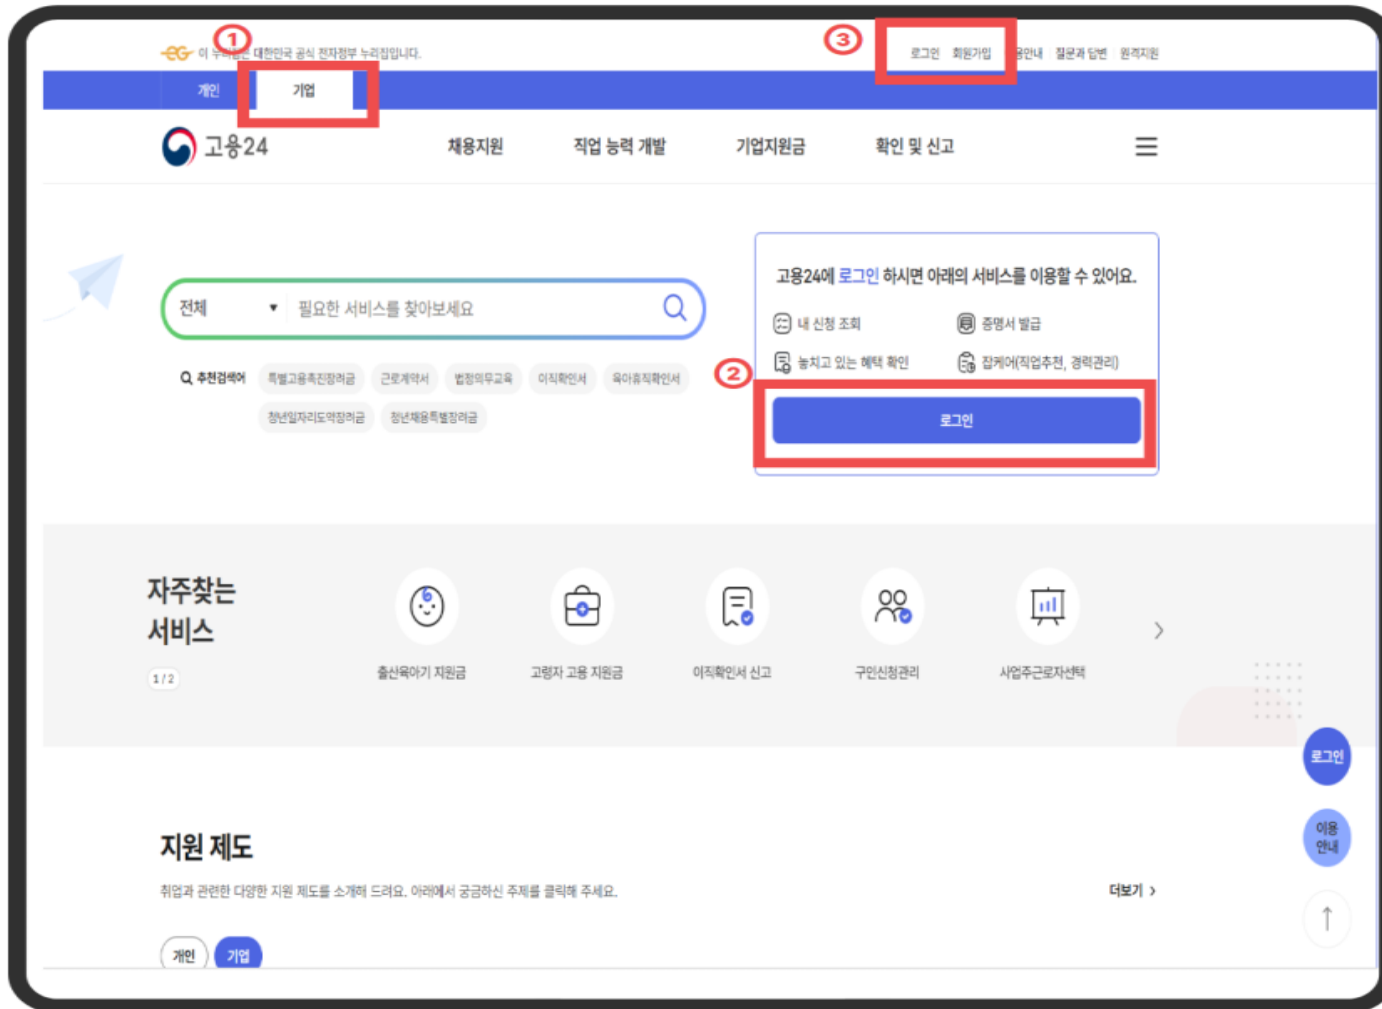 ①
③
이 누리집은 대한민국 공식 전자정부 누리집입니다.
로그인 회원가입 이용안내 질문과 답변 원격지원
개인 기업
고용24 채용지원 직업 능력 개발 기업지원금 확인 및 신고
고용24에 로그인 하시면 아래의 서비스를 이용할 수 있어요.
전체 필요한 서비스를 찾아보세요
내 신청 조회 증명서 발급
놓치고 있는 혜택 확인 잡케어(직업추천, 경력관리)
②
추천검색어 특별고용촉진장려금 근로계약서 법정의무교육 이직확인서 육아휴직확인서
청년일자리도약장려금 청년채용특별장려금
로그인
자주찾는
서비스
1 / 2
출산육아기 지원금 고령자 고용 지원금 이직확인서 신고 구인신청관리 사업주근로자선택
로그인
이용
안내
지원 제도
취업과 관련한 다양한 지원 제도를 소개해 드려요. 아래에서 궁금하신 주제를 클릭해 주세요.
더보기 >
개인 기업